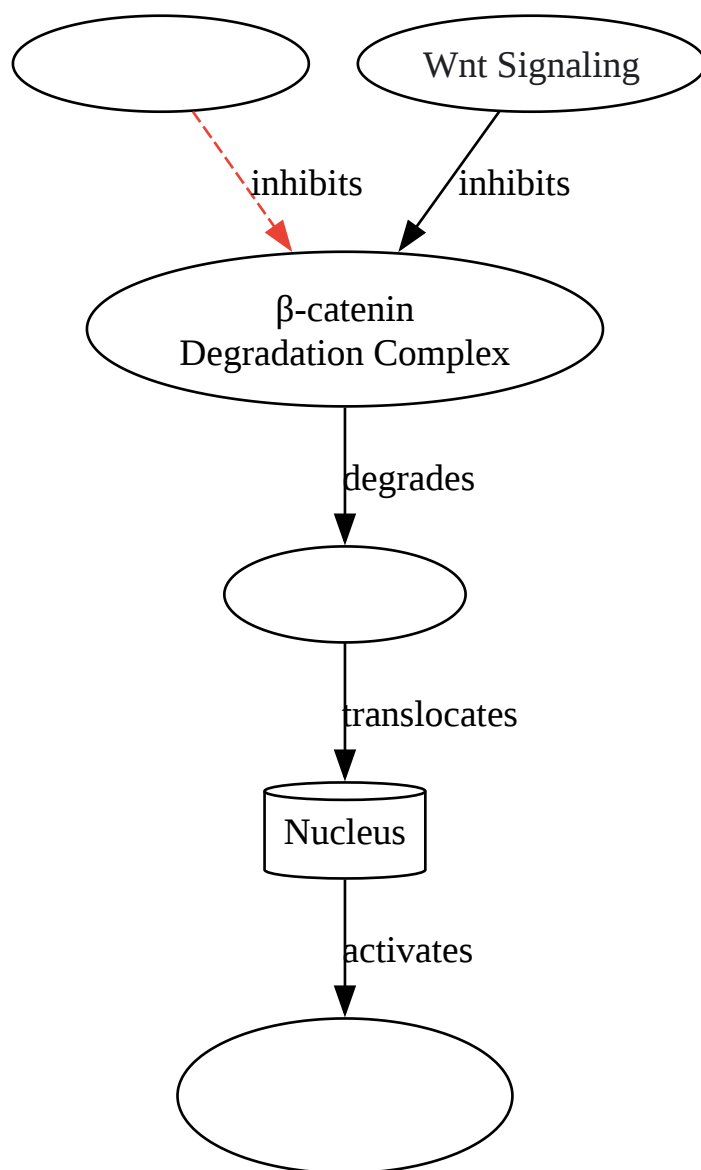 Wnt Signaling
inhibits
inhibits
β-catenin
Degradation Complex
degrades
translocates
Nucleus
activates